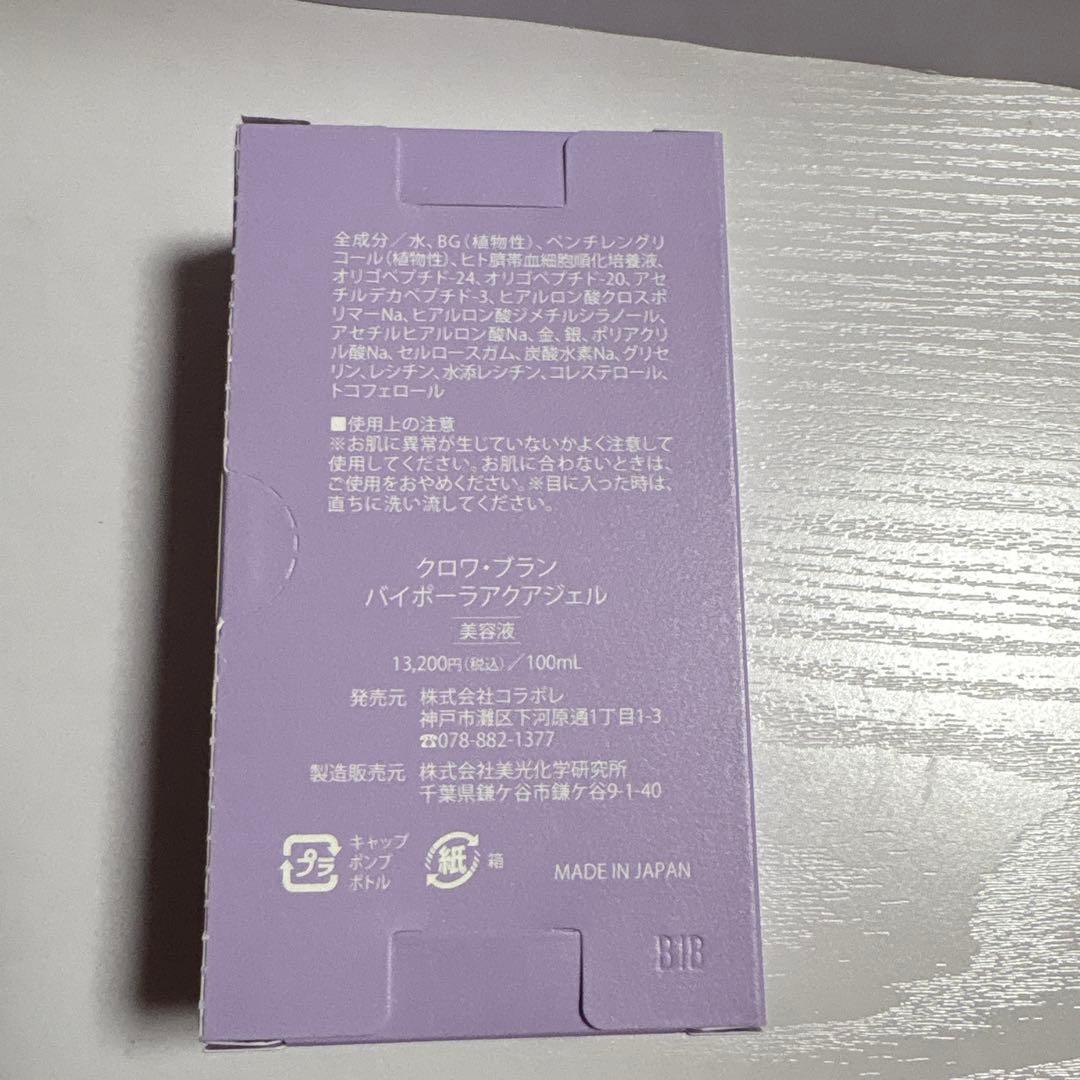 全成分／水、BG(植物性)、ペンチレングリ
コール(植物性)、ヒト臍帯血細胞順化培養液、
オリゴペプチド-24、オリゴペプチド-20、アセ
チルデカペプチド-3、ヒアルロン酸クロスポ
リマーNa、ヒアルロン酸ジメチルシラノール、
アセチルヒアルロン酸Na、金、銀、ポリアクリ
ル酸Na、セルロースガム、炭酸水素Na、グリセ
リン、レシチン、水添レシチン、コレステロール、
トコフェロール
■使用上の注意
※お肌に異常が生じていないかよく注意して
使用してください。お肌に合わないときは、
ご使用をおやめください。※目に入った時は、
直ちに洗い流してください。
クロワ・ブラン
バイポーラアクアジェル
美容液
13,200円(税込)／100mL
発売元 株式会社コラボレ
神戸市灘区下河原通1丁目1-3
☎078-882-1377
製造販売元 株式会社美光化学研究所
千葉県鎌ケ谷市鎌ケ谷9-1-40
プラ キャップ
ポンプ
ボトル
紙 箱
MADE IN JAPAN
B1B